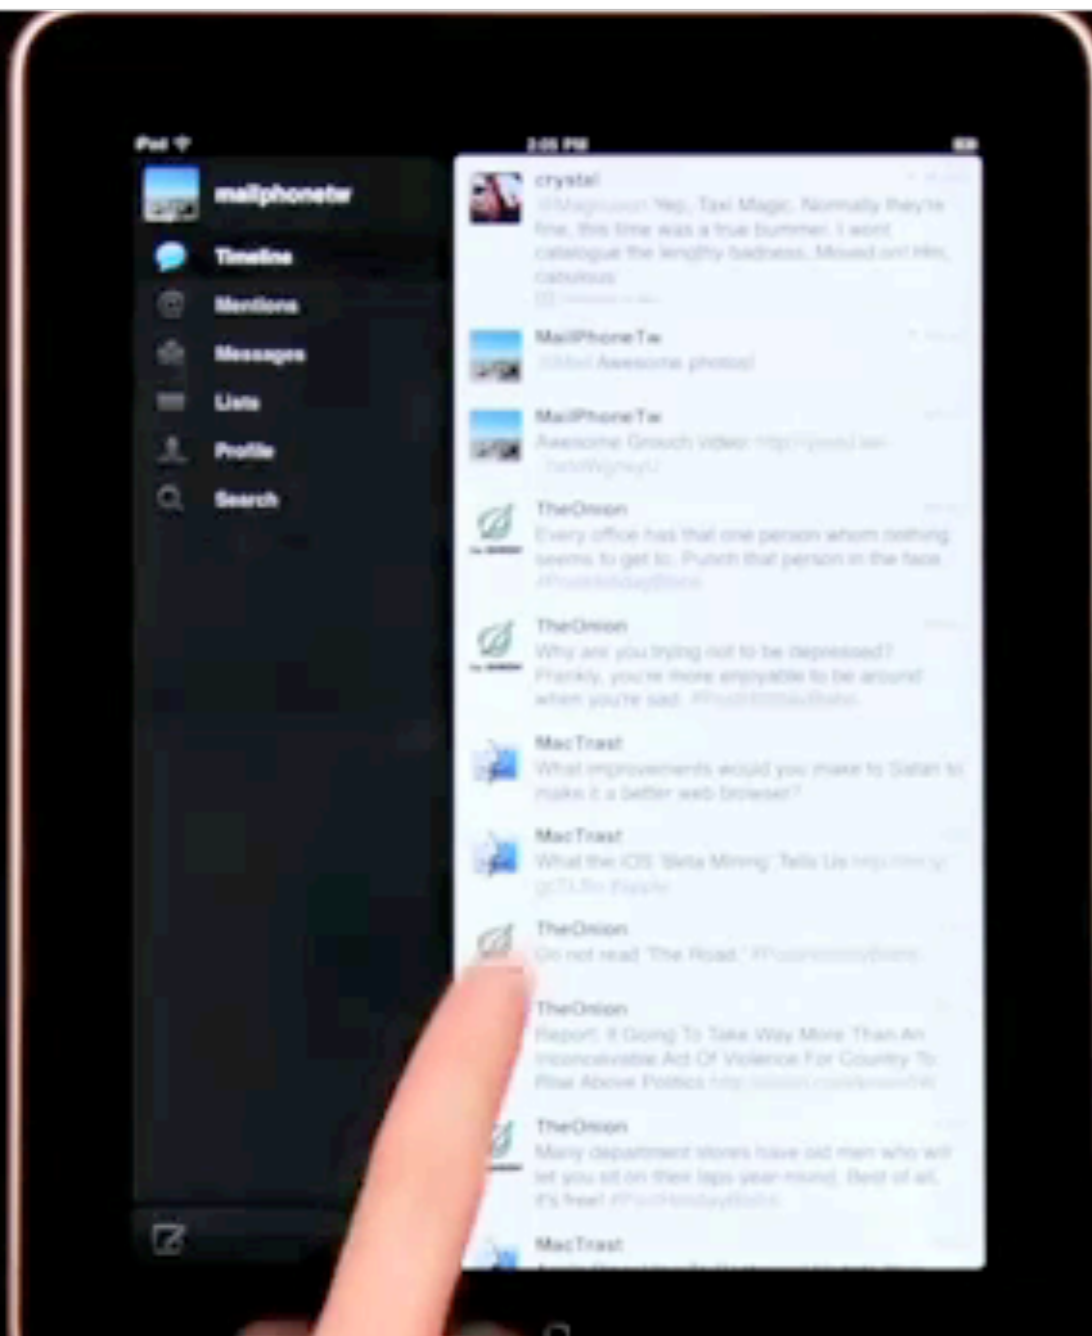 iPad
2:05 PM
mailphonetw
Timeline
Mentions
Messages
Lists
Profile
Search
crystal
Yep, Taxi Magic. Normally they're
fine, this time was a true bummer. I wont
catalogue the lengthy badness. Moved on!
MailPhoneTw
Awesome photos!
MailPhoneTw
Awesome Grouch video:
TheOnion
Every office has that one person whom nothing
seems to get to. Punch that person in the face.
TheOnion
Why are you trying not to be depressed?
Frankly, you're more enjoyable to be around
when you're sad.
MacTrast
What improvements would you make to Safari to
make it a better web browser?
MacTrast
What the iOS 'Beta Mining' Tells Us
TheOnion
Do not read 'The Road.'
TheOnion
Report: It Going To Take Way More Than An
Inconceivable Act Of Violence For Country To
Rise Above Politics
TheOnion
Many department stores have old men who will
let you sit on their laps year-round. Best of all,
it's free!
MacTrast